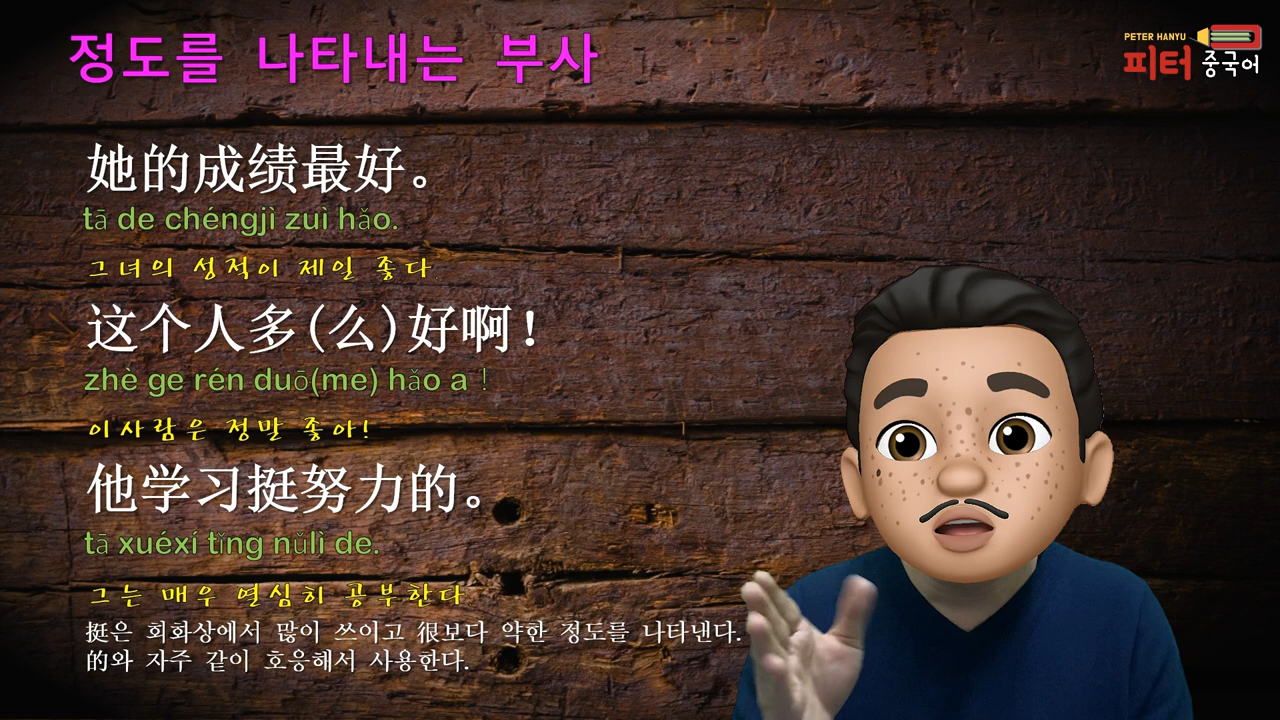 정도를 나타내는 부사
PETER HANYU
피터 중국어
她的成绩最好。
tā de chéngjì zuì hǎo.
그녀의 성적이 제일 좋다.
这个人多(么)好啊!
zhè ge rén duō(me) hǎo a !
이사람은 정말 좋아!
他学习挺努力的。
tā xuéxí tǐng nǔlì de.
그는 매우 열심히 공부한다
挺은 회화상에서 많이 쓰이고 很보다 약한 정도를 나타낸다.
的와 자주 같이 호응해서 사용한다.